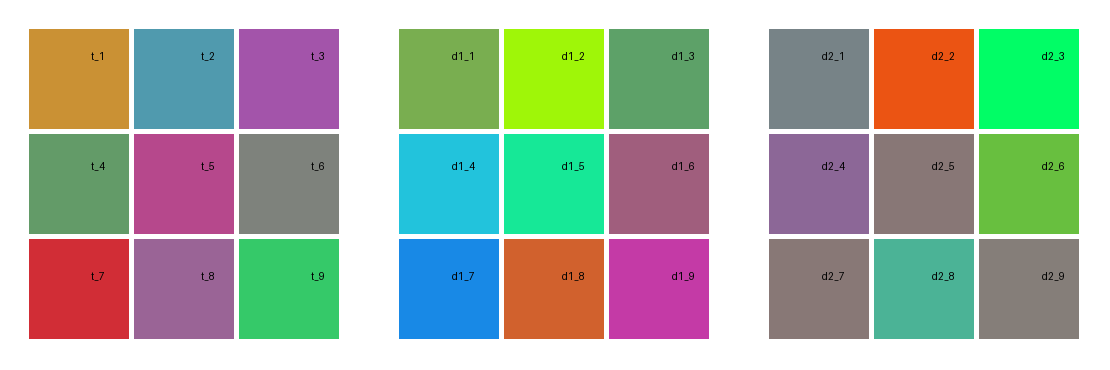 t_1 t_2 t_3 d1_1 d1_2 d1_3 d2_1 d2_2 d2_3
t_4 t_5 t_6 d1_4 d1_5 d1_6 d2_4 d2_5 d2_6
t_7 t_8 t_9 d1_7 d1_8 d1_9 d2_7 d2_8 d2_9